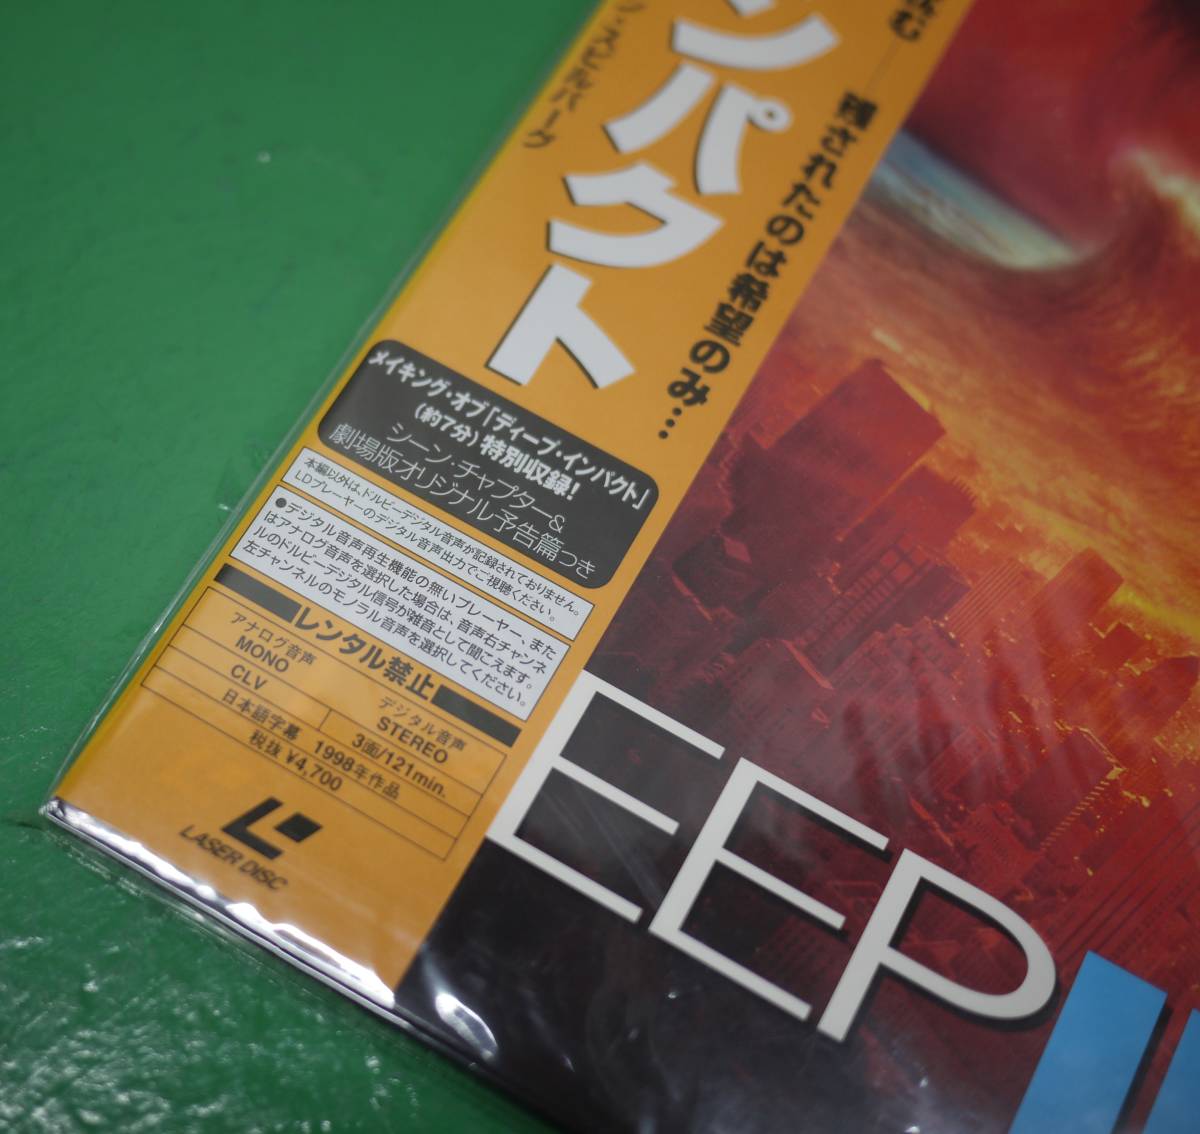 ンパクト
ン・スピルバーグ
残されたのは希望のみ…
メイキング・オブ「ディープ・インパクト」
(約7分) 特別収録!
シーン・チャプター&
劇場版オリジナル予告篇つき
本編以外は、ドルビーデジタル音声が記録されておりません。
LDプレーヤーのデジタル音声出力でご視聴ください。
●デジタル音声再生機能の無いプレーヤー、また
はアナログ音声を選択した場合は、音声右チャンネ
ルのドルビーデジタル信号が雑音として聞こえます。
左チャンネルのモノラル音声を選択してください。
レンタル禁止
アナログ音声 デジタル音声
MONO STEREO
CLV 3面/121min.
日本語字幕 1998年作品
税抜 ¥4,700
LASER DISC
EEP